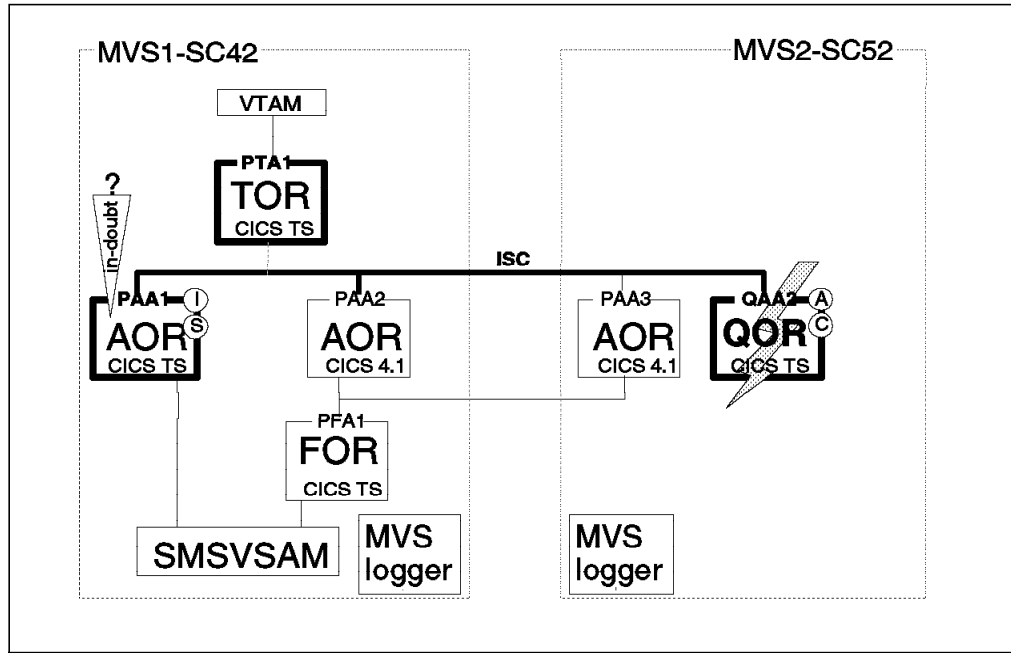 MVS1-SC42
MVS2-SC52
VTAM
PTA1
TOR
CICS TS
?
in-doubt
ISC
PAA1
I
AOR
S
CICS TS
PAA2
AOR
CICS 4.1
PAA3
AOR
CICS 4.1
QAA2
A
QOR
C
CICS TS
PFA1
FOR
CICS TS
SMSVSAM
MVS
logger
MVS
logger